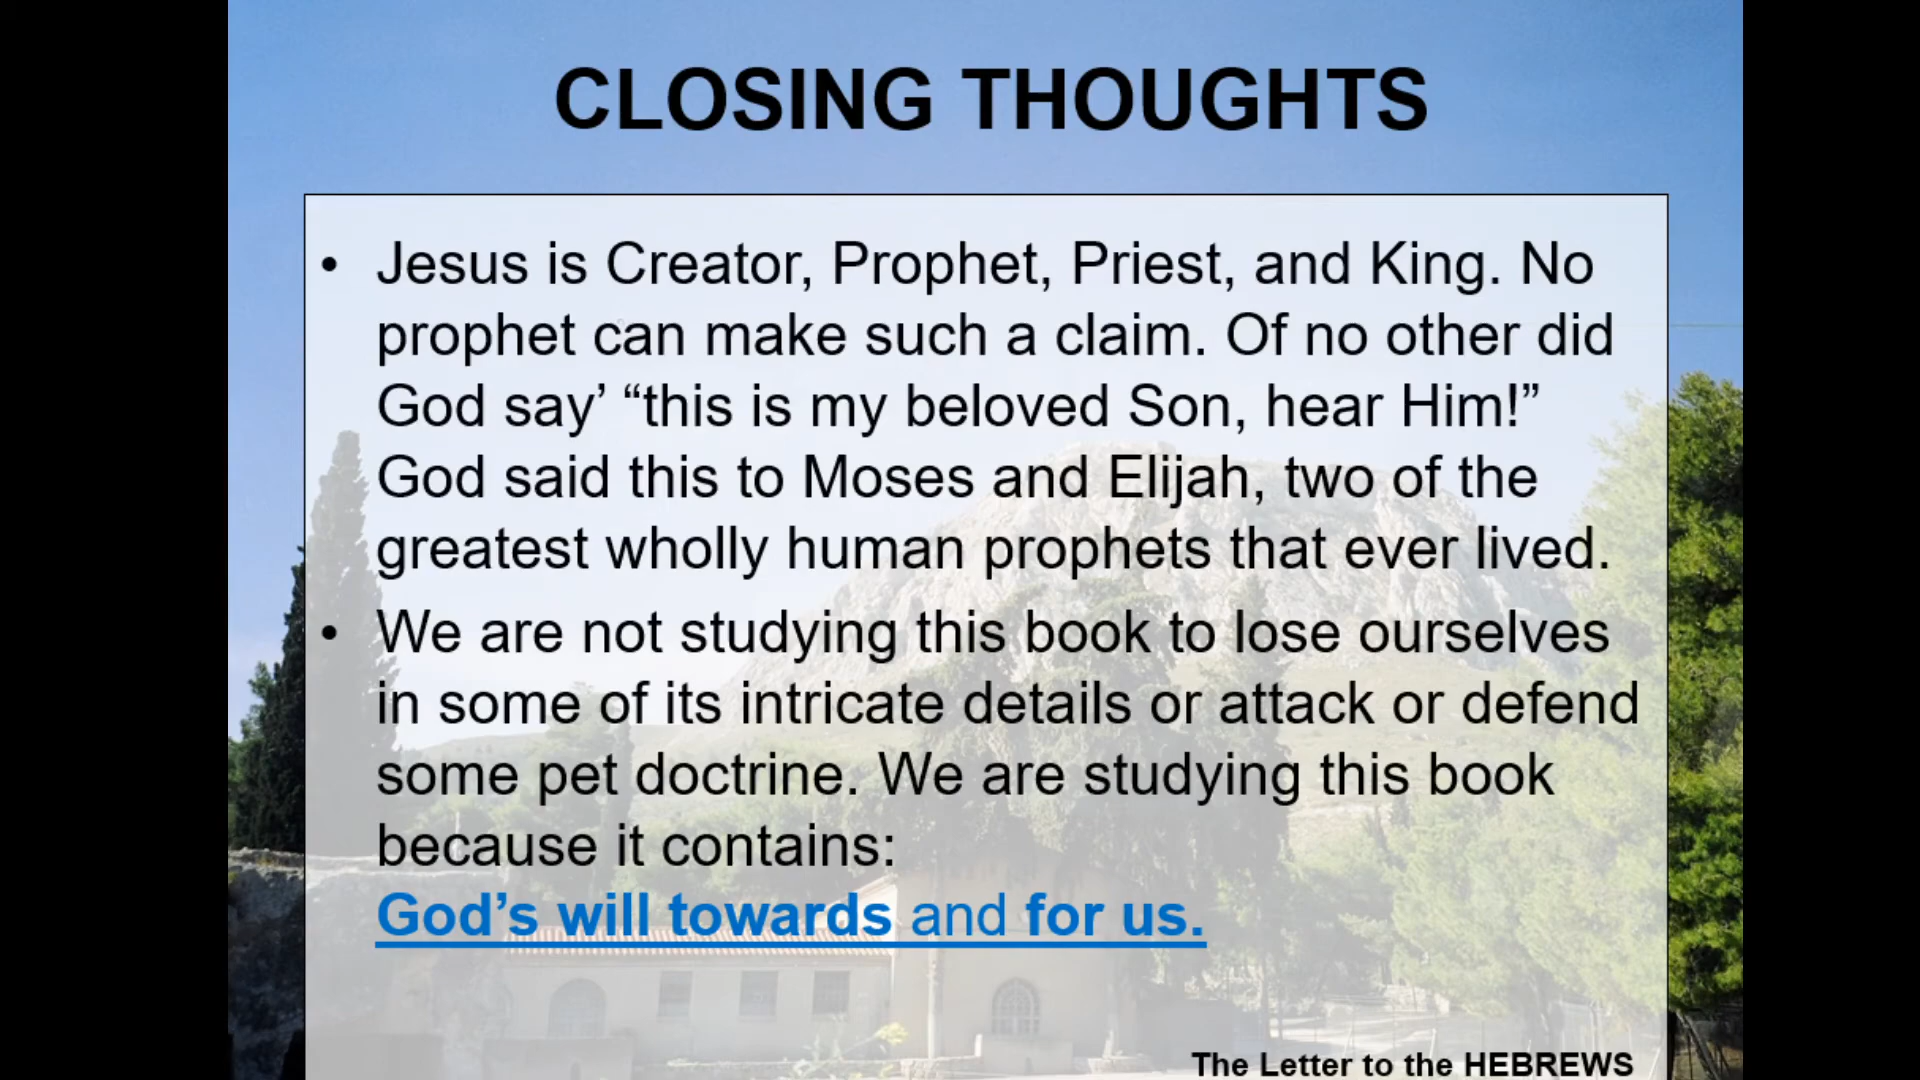 CLOSING THOUGHTS
• Jesus is Creator, Prophet, Priest, and King. No
prophet can make such a claim. Of no other did
God say’ “this is my beloved Son, hear Him!”
God said this to Moses and Elijah, two of the
greatest wholly human prophets that ever lived.
• We are not studying this book to lose ourselves
in some of its intricate details or attack or defend
some pet doctrine. We are studying this book
because it contains:
God’s will towards and for us.
The Letter to the HEBREWS